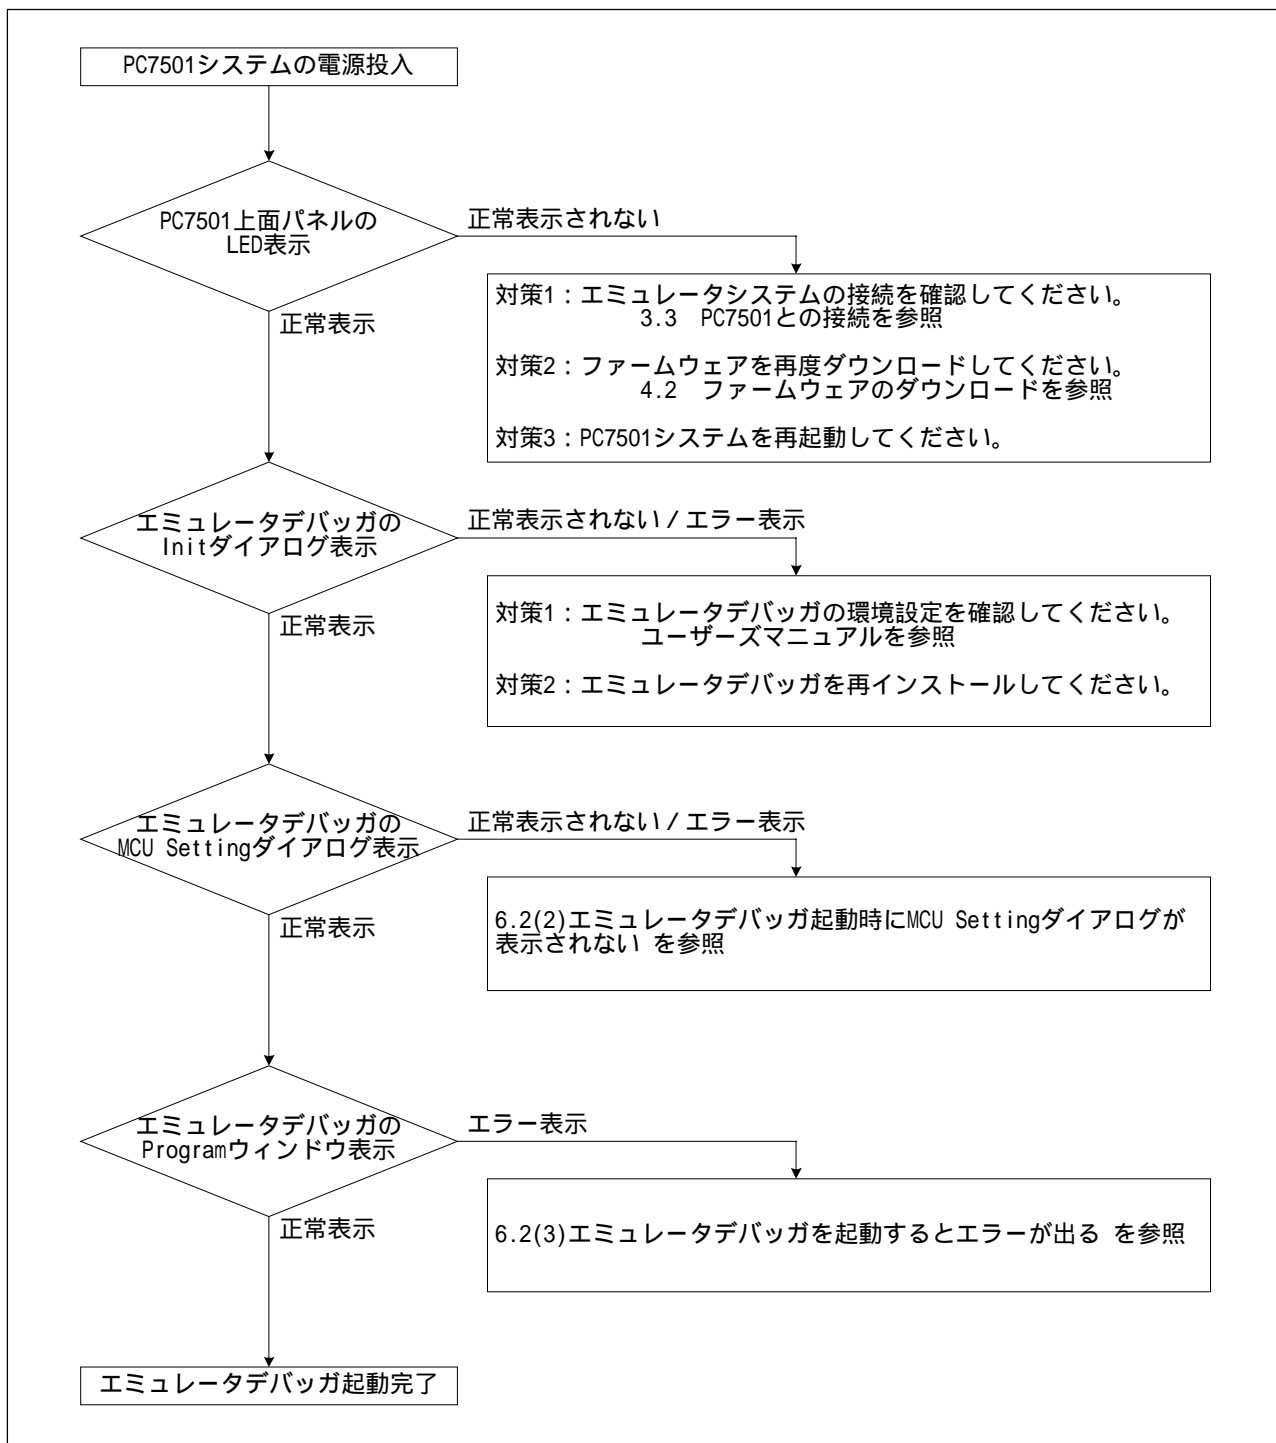 PC7501システムの電源投入
PC7501上面パネルの
LED表示
正常表示されない
正常表示
対策1：エミュレータシステムの接続を確認してください。
3.3　PC7501との接続を参照
対策2：ファームウェアを再度ダウンロードしてください。
4.2　ファームウェアのダウンロードを参照
対策3：PC7501システムを再起動してください。
エミュレータデバッガの
Initダイアログ表示
正常表示されない / エラー表示
正常表示
対策1：エミュレータデバッガの環境設定を確認してください。
ユーザーズマニュアルを参照
対策2：エミュレータデバッガを再インストールしてください。
エミュレータデバッガの
MCU Settingダイアログ表示
正常表示されない / エラー表示
正常表示
6.2(2)エミュレータデバッガ起動時にMCU Settingダイアログが
表示されない を参照
エミュレータデバッガの
Programウィンドウ表示
エラー表示
正常表示
6.2(3)エミュレータデバッガを起動するとエラーが出る を参照
エミュレータデバッガ起動完了